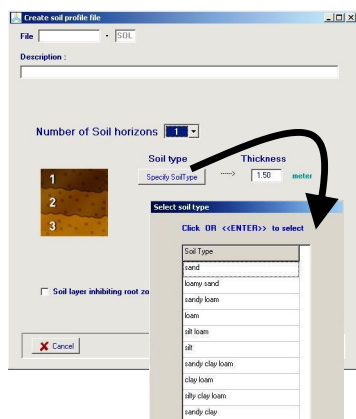 Create soil profile file
File . SOL
Description :
Number of Soil horizons 1
Soil type Thickness
Specify SoilType ----> 1.50 meter
1
2
3
Select soil type
Click OR <<ENTER>> to select
Soil Type
sand
loamy sand
sandy loam
loam
silt loam
silt
sandy clay loam
clay loam
silty clay loam
sandy clay
Soil layer inhibiting root zo
Cancel